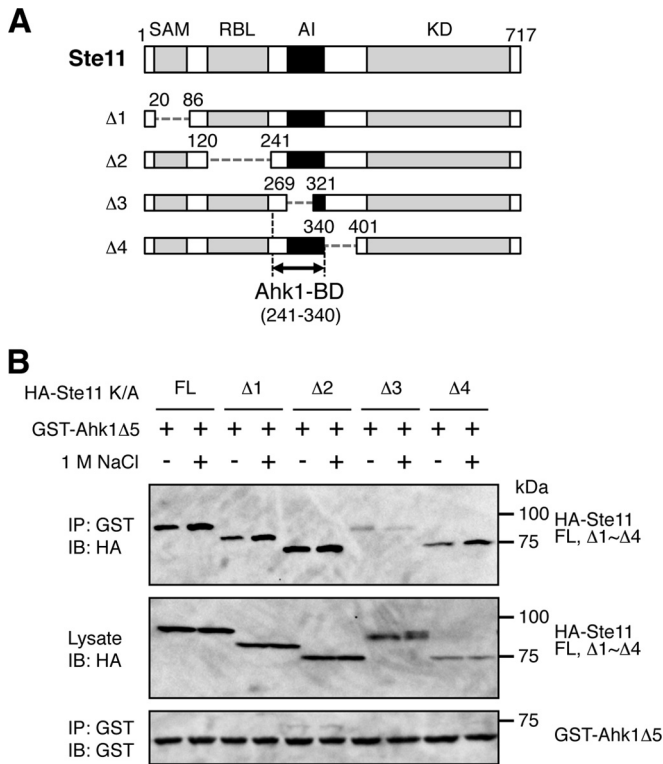 A
SAM RBL AI KD
1 717
Ste11
20 86
Δ1
120 241
Δ2
269 321
Δ3
340 401
Δ4
Ahk1-BD
(241-340)
B
HA-Ste11 K/A FL Δ1 Δ2 Δ3 Δ4
GST-Ahk1Δ5 + + + + + + + + + +
1 M NaCl - + - + - + - + - +
kDa
IP: GST
IB: HA
100
75
HA-Ste11
FL, Δ1~Δ4
Lysate
IB: HA
100
75
HA-Ste11
FL, Δ1~Δ4
IP: GST
IB: GST
75
GST-Ahk1Δ5